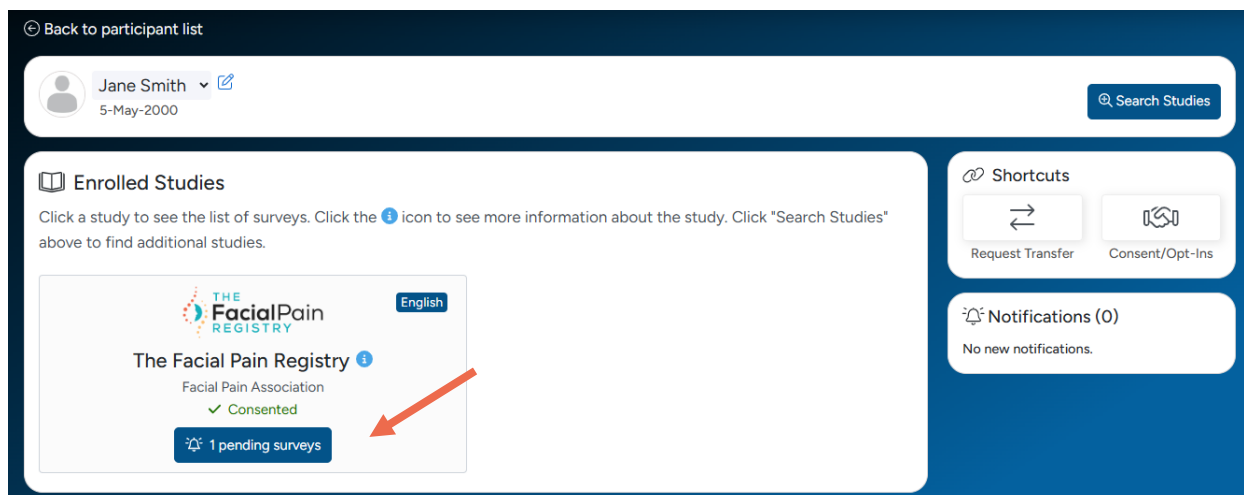 Back to participant list
Jane Smith
5-May-2000
Search Studies
Enrolled Studies
Click a study to see the list of surveys. Click the icon to see more information about the study. Click "Search Studies"
above to find additional studies.
THE
FacialPain
REGISTRY
English
The Facial Pain Registry
Facial Pain Association
Consented
1 pending surveys
Shortcuts
Request Transfer
Consent/Opt-Ins
Notifications (0)
No new notifications.